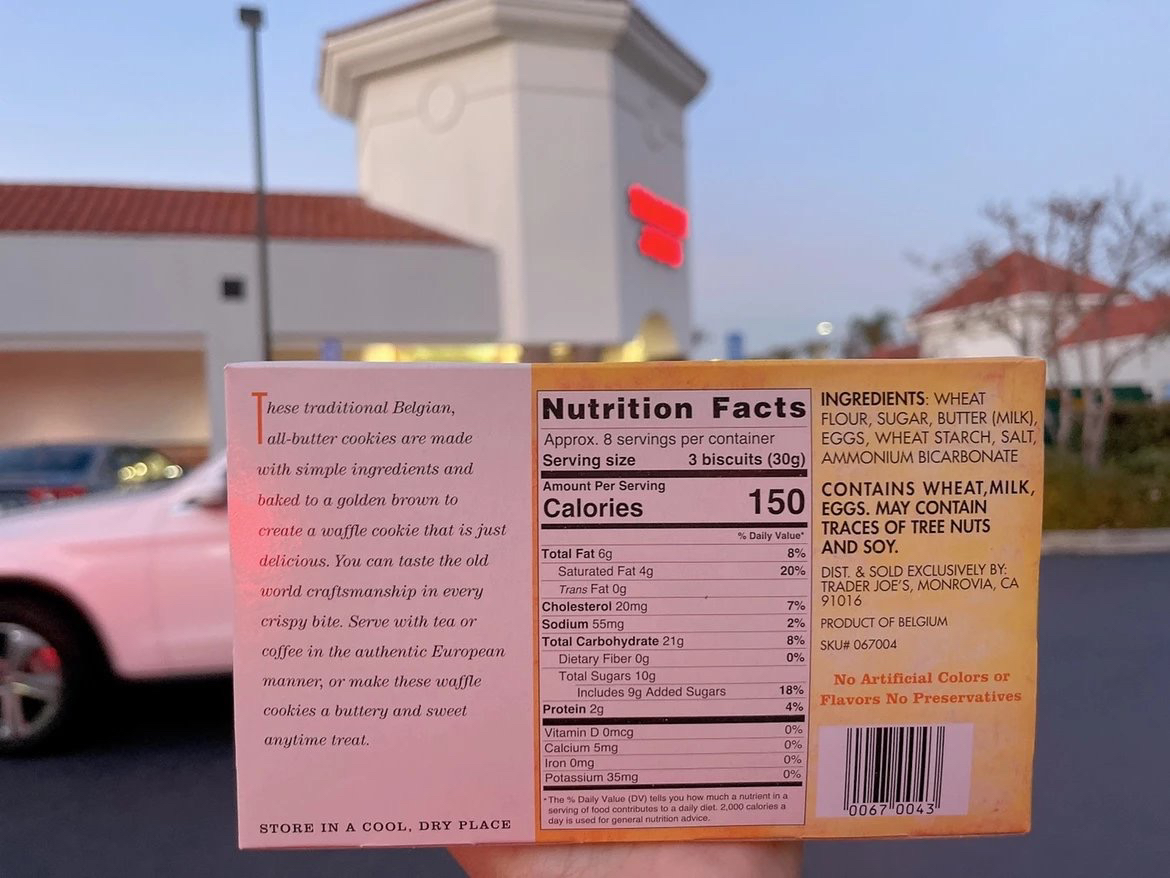 These traditional Belgian,
all-butter cookies are made
with simple ingredients and
baked to a golden brown to
create a waffle cookie that is just
delicious. You can taste the old
world craftsmanship in every
crispy bite. Serve with tea or
coffee in the authentic European
manner, or make these waffle
cookies a buttery and sweet
anytime treat.
STORE IN A COOL, DRY PLACE
Nutrition Facts
Approx. 8 servings per container
Serving size 3 biscuits (30g)
Amount Per Serving
Calories 150
% Daily Value*
Total Fat 6g 8%
Saturated Fat 4g 20%
Trans Fat 0g
Cholesterol 20mg 7%
Sodium 55mg 2%
Total Carbohydrate 21g 8%
Dietary Fiber 0g 0%
Total Sugars 10g
Includes 9g Added Sugars 18%
Protein 2g 4%
Vitamin D 0mcg 0%
Calcium 5mg 0%
Iron 0mg 0%
Potassium 35mg 0%
*The % Daily Value (DV) tells you how much a nutrient in a
serving of food contributes to a daily diet. 2,000 calories a
day is used for general nutrition advice.
INGREDIENTS: WHEAT
FLOUR, SUGAR, BUTTER (MILK),
EGGS, WHEAT STARCH, SALT,
AMMONIUM BICARBONATE
CONTAINS WHEAT, MILK,
EGGS. MAY CONTAIN
TRACES OF TREE NUTS
AND SOY.
DIST. & SOLD EXCLUSIVELY BY:
TRADER JOE'S, MONROVIA, CA
91016
PRODUCT OF BELGIUM
SKU# 067004
No Artificial Colors or
Flavors No Preservatives
0067 0043